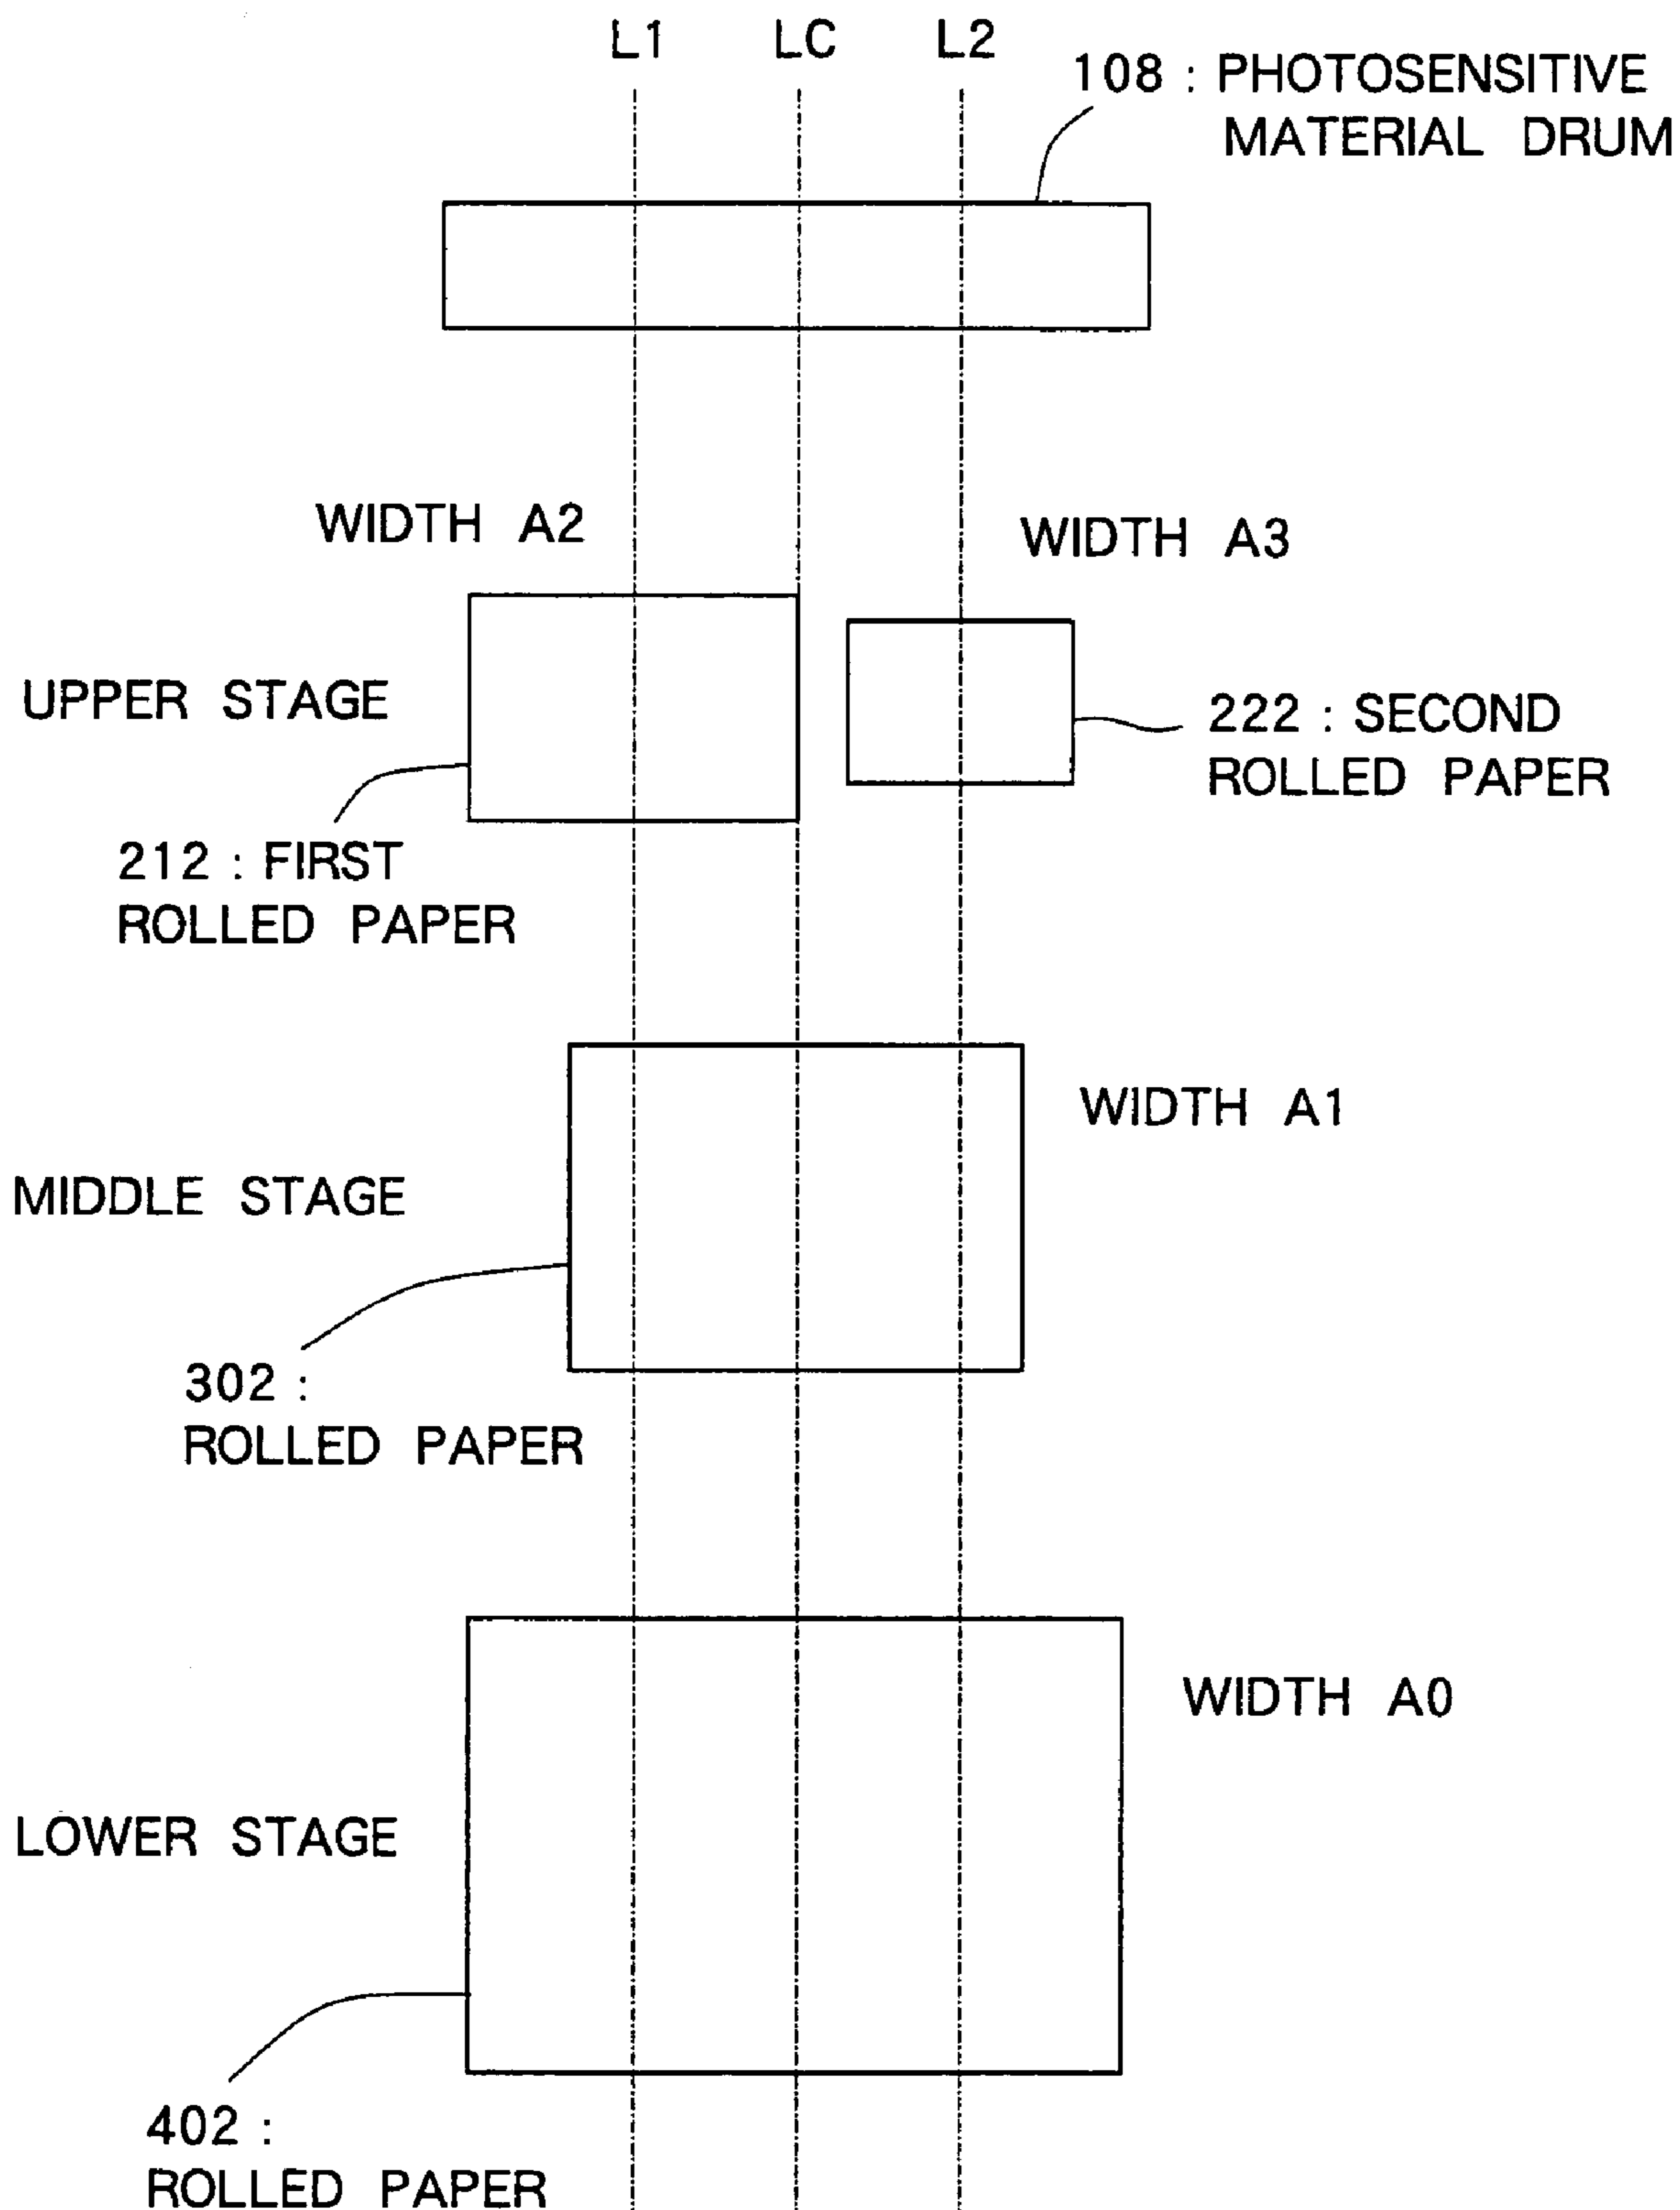 L1 LC L2
108 : PHOTOSENSITIVE
MATERIAL DRUM
WIDTH A2
WIDTH A3
UPPER STAGE
222 : SECOND
ROLLED PAPER
212 : FIRST
ROLLED PAPER
WIDTH A1
MIDDLE STAGE
302 :
ROLLED PAPER
WIDTH A0
LOWER STAGE
402 :
ROLLED PAPER